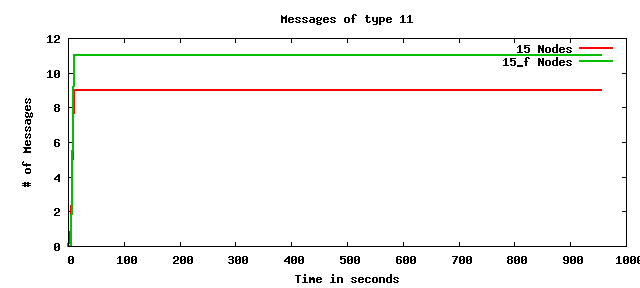 Messages of type 11
15 Nodes
15_f Nodes
12
10
8
6
4
2
0
# of Messages
0 100 200 300 400 500 600 700 800 900 1000
Time in seconds